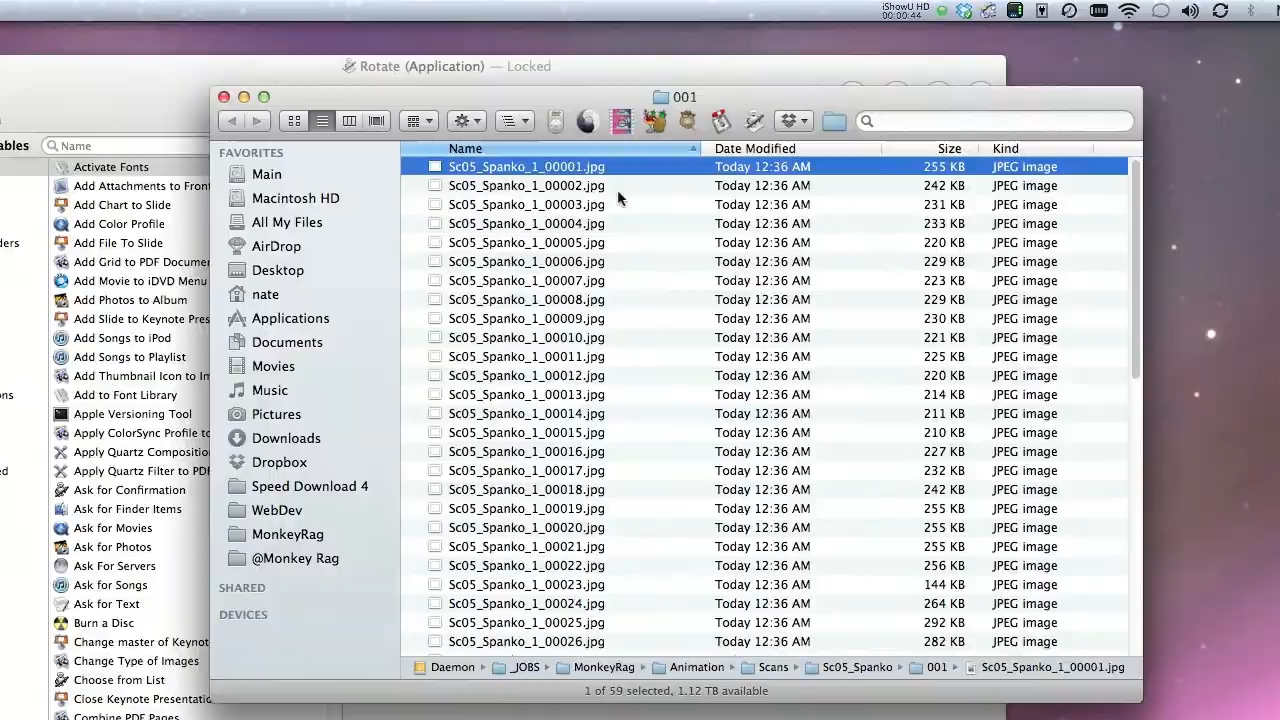 iShowU HD
00:00:44
Rotate (Application) — Locked
001
ables
Name
FAVORITES
Main
Macintosh HD
All My Files
AirDrop
Desktop
nate
Applications
Documents
Movies
Music
Pictures
Downloads
Dropbox
Speed Download 4
WebDev
MonkeyRag
@Monkey Rag
SHARED
DEVICES
Activate Fonts
Add Attachments to Front
Add Chart to Slide
Add Color Profile
Add File To Slide
Add Grid to PDF Documen
Add Movie to iDVD Menu
Add Photos to Album
Add Slide to Keynote Pres
Add Songs to iPod
Add Songs to Playlist
Add Thumbnail Icon to Im
Add to Font Library
Apple Versioning Tool
Apply ColorSync Profile to
Apply Quartz Compositio
Apply Quartz Filter to PDF
Ask for Confirmation
Ask for Finder Items
Ask for Movies
Ask for Photos
Ask For Servers
Ask for Songs
Ask for Text
Burn a Disc
Change master of Keynot
Change Type of Images
Choose from List
Close Keynote Presentatio
Combine PDF Pages
ders
ons
ed
Name Date Modified Size Kind
Sc05_Spanko_1_00001.jpg Today 12:36 AM 255 KB JPEG image
Sc05_Spanko_1_00002.jpg Today 12:36 AM 242 KB JPEG image
Sc05_Spanko_1_00003.jpg Today 12:36 AM 231 KB JPEG image
Sc05_Spanko_1_00004.jpg Today 12:36 AM 233 KB JPEG image
Sc05_Spanko_1_00005.jpg Today 12:36 AM 220 KB JPEG image
Sc05_Spanko_1_00006.jpg Today 12:36 AM 229 KB JPEG image
Sc05_Spanko_1_00007.jpg Today 12:36 AM 223 KB JPEG image
Sc05_Spanko_1_00008.jpg Today 12:36 AM 229 KB JPEG image
Sc05_Spanko_1_00009.jpg Today 12:36 AM 230 KB JPEG image
Sc05_Spanko_1_00010.jpg Today 12:36 AM 221 KB JPEG image
Sc05_Spanko_1_00011.jpg Today 12:36 AM 225 KB JPEG image
Sc05_Spanko_1_00012.jpg Today 12:36 AM 220 KB JPEG image
Sc05_Spanko_1_00013.jpg Today 12:36 AM 214 KB JPEG image
Sc05_Spanko_1_00014.jpg Today 12:36 AM 211 KB JPEG image
Sc05_Spanko_1_00015.jpg Today 12:36 AM 210 KB JPEG image
Sc05_Spanko_1_00016.jpg Today 12:36 AM 227 KB JPEG image
Sc05_Spanko_1_00017.jpg Today 12:36 AM 232 KB JPEG image
Sc05_Spanko_1_00018.jpg Today 12:36 AM 242 KB JPEG image
Sc05_Spanko_1_00019.jpg Today 12:36 AM 255 KB JPEG image
Sc05_Spanko_1_00020.jpg Today 12:36 AM 255 KB JPEG image
Sc05_Spanko_1_00021.jpg Today 12:36 AM 255 KB JPEG image
Sc05_Spanko_1_00022.jpg Today 12:36 AM 256 KB JPEG image
Sc05_Spanko_1_00023.jpg Today 12:36 AM 144 KB JPEG image
Sc05_Spanko_1_00024.jpg Today 12:36 AM 264 KB JPEG image
Sc05_Spanko_1_00025.jpg Today 12:36 AM 292 KB JPEG image
Sc05_Spanko_1_00026.jpg Today 12:36 AM 282 KB JPEG image
Daemon _JOBS MonkeyRag Animation Scans Sc05_Spanko 001 Sc05_Spanko_1_00001.jpg
1 of 59 selected, 1.12 TB available